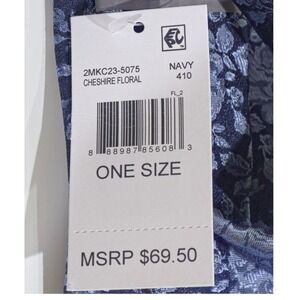 2MKC23-5075 NAVY
CHESHIRE FLORAL 410
FL_2
8 88987 85608 3
ONE SIZE
MSRP $69.50